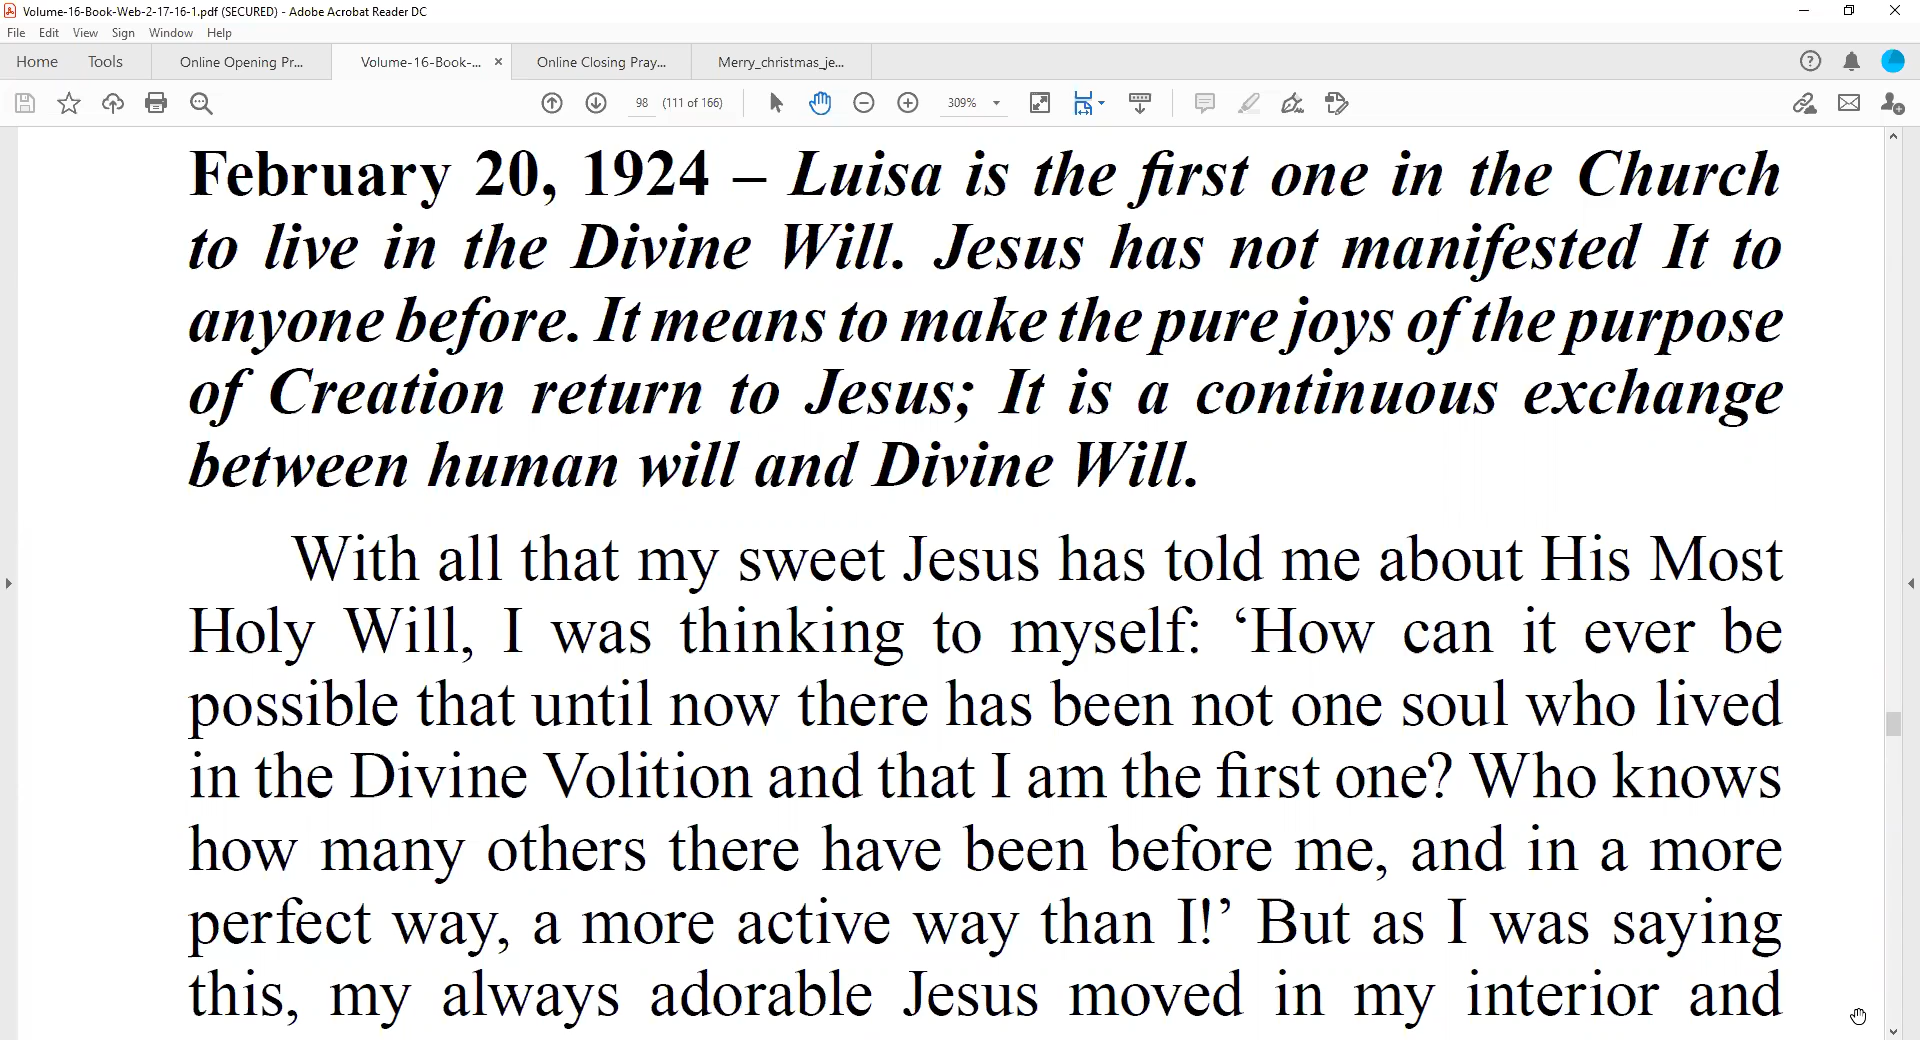 Volume-16-Book-Web-2-17-16-1.pdf (SECURED) - Adobe Acrobat Reader DC
File Edit View Sign Window Help
Home Tools Online Opening Pr... Volume-16-Book-... × Online Closing Pray... Merry_christmas_je...
98 (111 of 166) 309%
February 20, 1924 – Luisa is the first one in the Church
to live in the Divine Will. Jesus has not manifested It to
anyone before. It means to make the pure joys of the purpose
of Creation return to Jesus; It is a continuous exchange
between human will and Divine Will.
With all that my sweet Jesus has told me about His Most
Holy Will, I was thinking to myself: ‘How can it ever be
possible that until now there has been not one soul who lived
in the Divine Volition and that I am the first one? Who knows
how many others there have been before me, and in a more
perfect way, a more active way than I!’ But as I was saying
this, my always adorable Jesus moved in my interior and